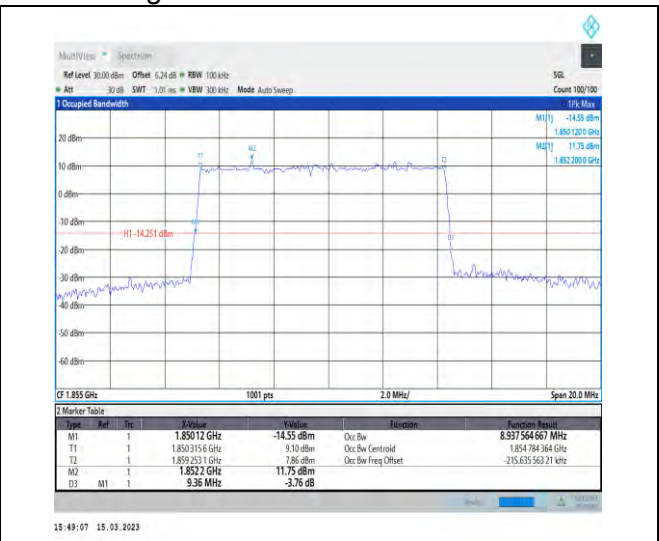 MultiView Spectrum
Ref Level 30.00 dBm Offset 6.24 dB RBW 100 kHz SGL
Att 30 dB SWT 1.01 ms VBW 300 kHz Mode Auto Sweep Count 100/100
1 Occupied Bandwidth 1Pk Max
M1[1] -14.55 dBm
1.850 120 0 GHz
M2[1] 11.75 dBm
1.852 200 0 GHz
20 dBm
M2
T1
T2
10 dBm
0 dBm
-10 dBm
M1
H1 -14.251 dBm
D3
-20 dBm
-30 dBm
-40 dBm
-50 dBm
-60 dBm
CF 1.855 GHz 1001 pts 2.0 MHz/ Span 20.0 MHz
2 Marker Table
Type Ref Trc X-Value Y-Value Function Function Result
M1 1 1.85012 GHz -14.55 dBm Occ Bw 8.937 564 667 MHz
T1 1 1.850 315 6 GHz 9.10 dBm Occ Bw Centroid 1.854 784 364 GHz
T2 1 1.859 253 1 GHz 7.86 dBm Occ Bw Freq Offset -215.635 563 21 kHz
M2 1 1.852 2 GHz 11.75 dBm
D3 M1 1 9.36 MHz -3.76 dB
15:49:07 15.03.2023